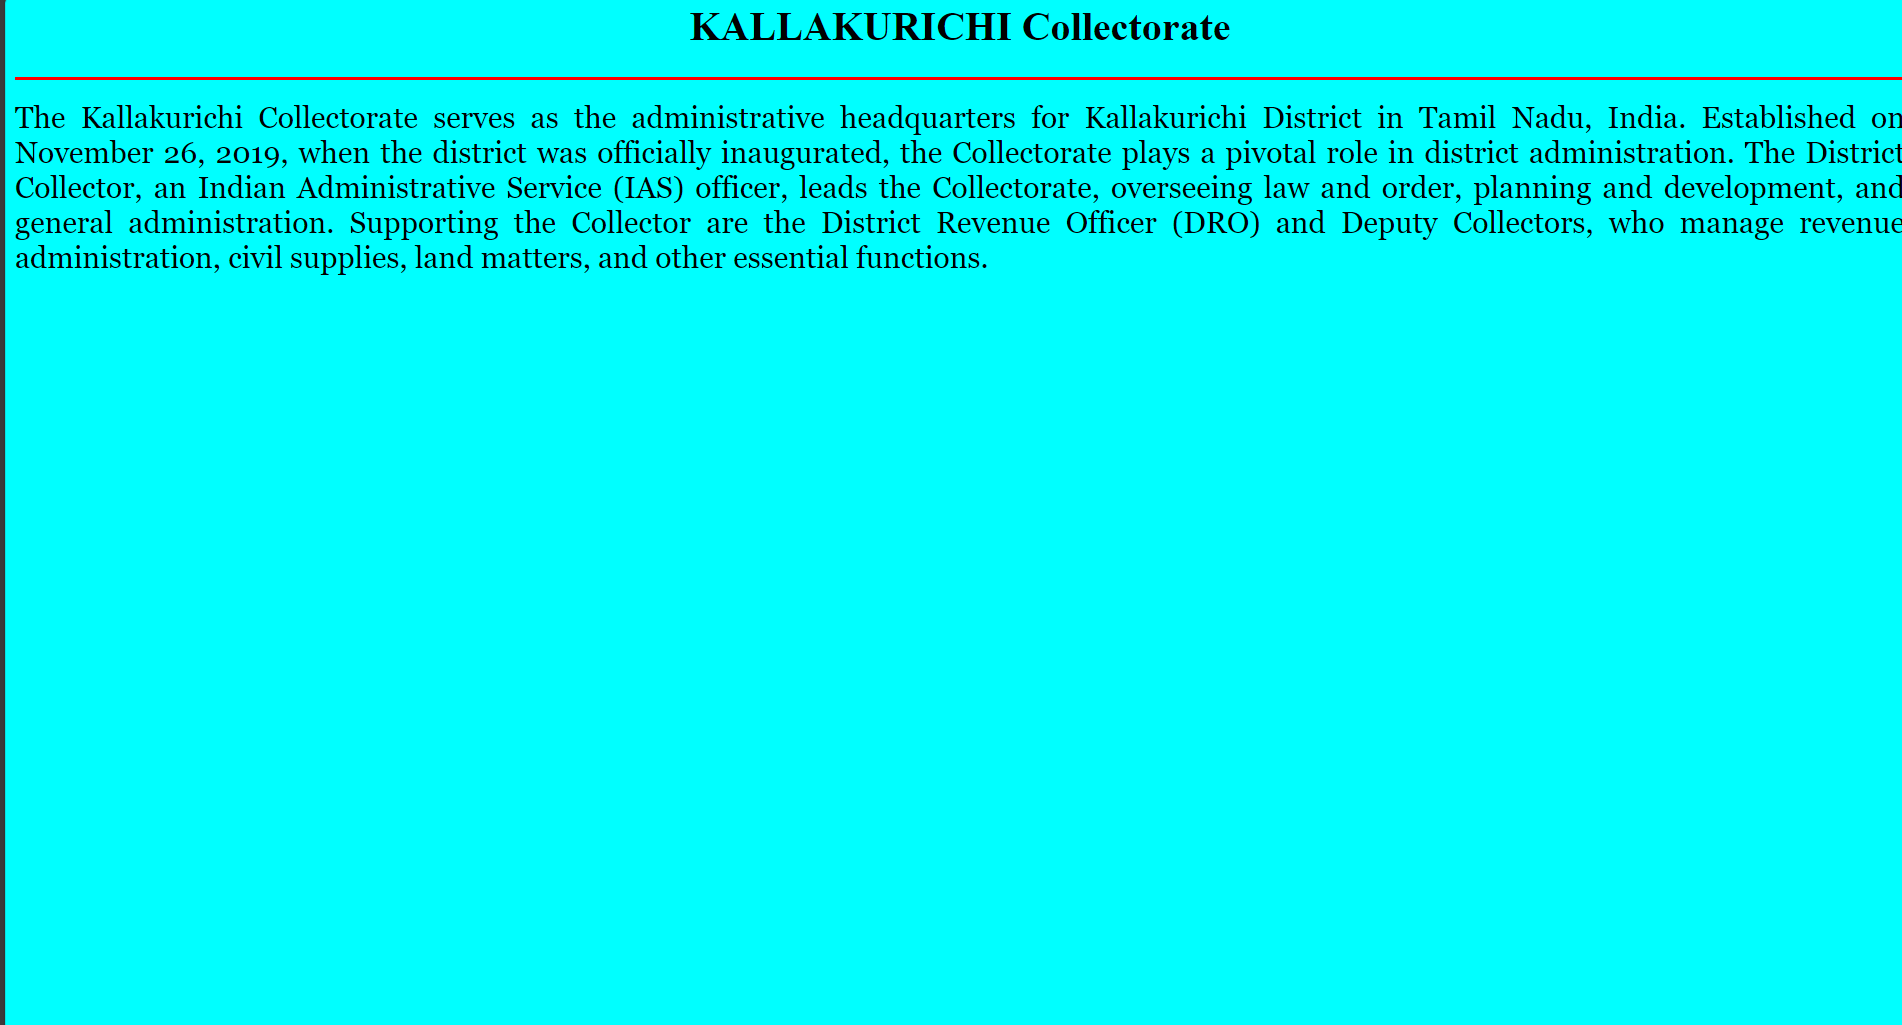 KALLAKURICHI Collectorate
The Kallakurichi Collectorate serves as the administrative headquarters for Kallakurichi District in Tamil Nadu, India. Established on
November 26, 2019, when the district was officially inaugurated, the Collectorate plays a pivotal role in district administration. The District
Collector, an Indian Administrative Service (IAS) officer, leads the Collectorate, overseeing law and order, planning and development, and
general administration. Supporting the Collector are the District Revenue Officer (DRO) and Deputy Collectors, who manage revenue
administration, civil supplies, land matters, and other essential functions.